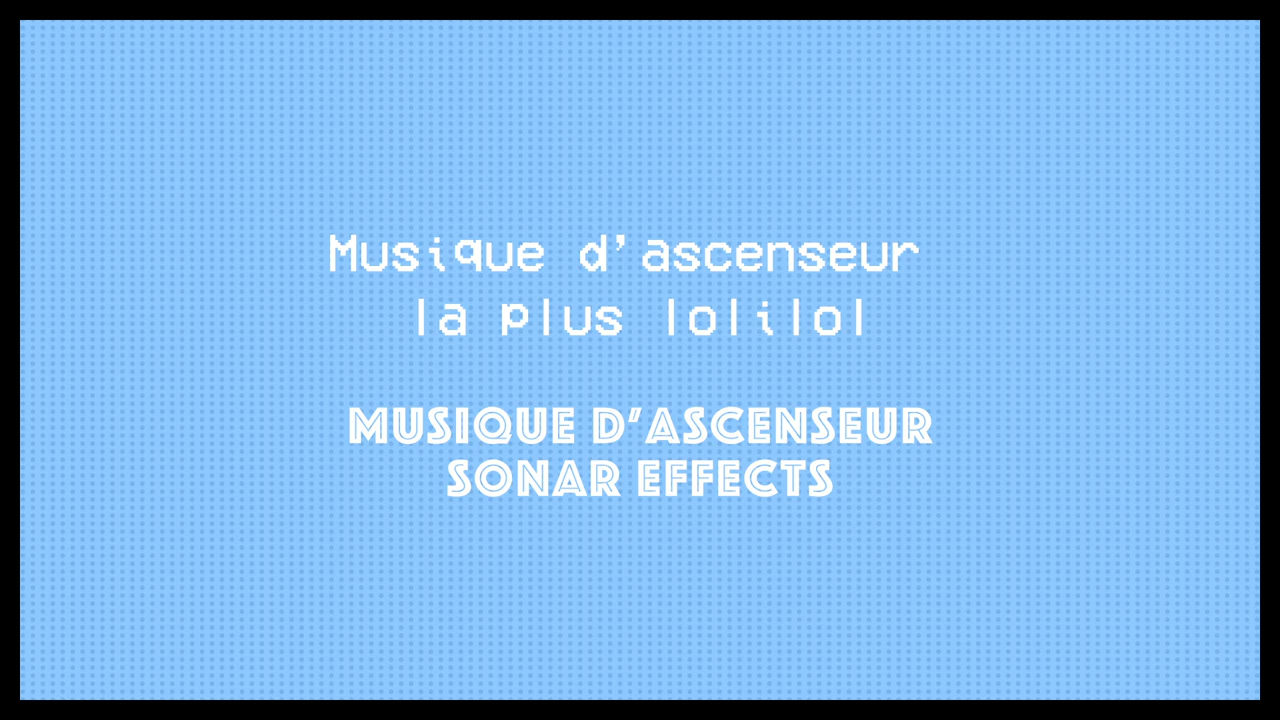 Musique d'ascenseur
la plus lolilol
MUSIQUE D'ASCENSEUR
SONAR EFFECTS